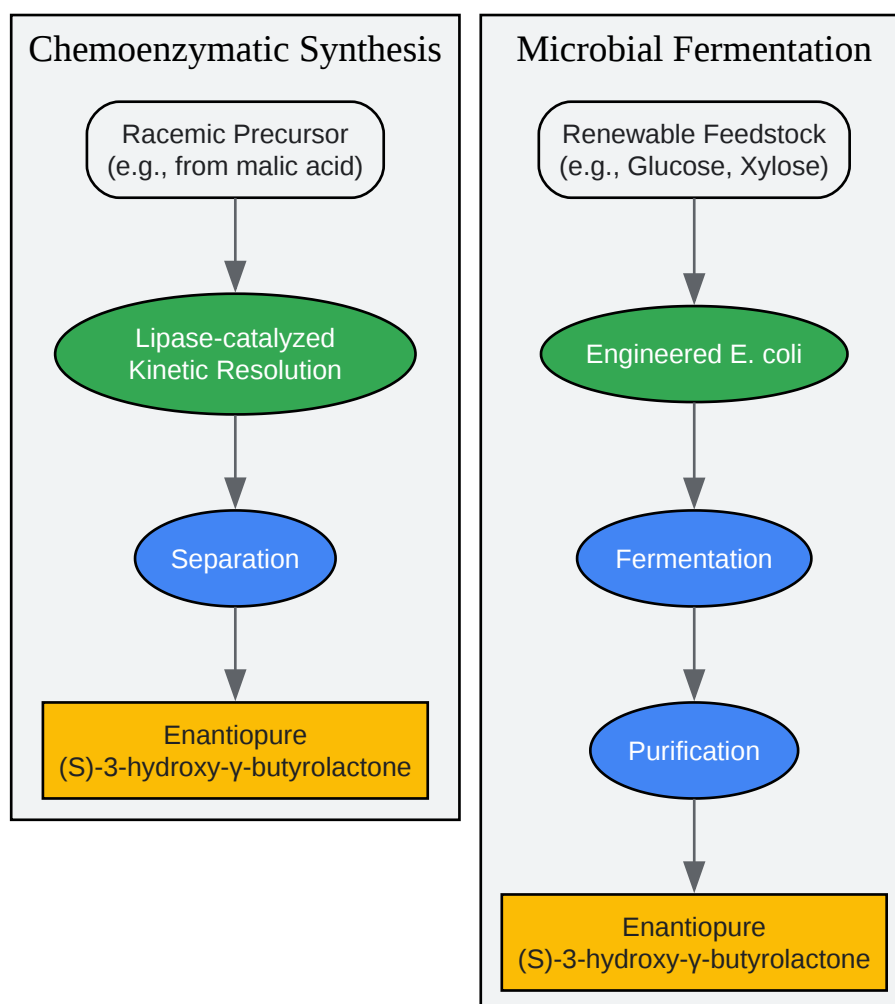 Chemoenzymatic Synthesis
Racemic Precursor
(e.g., from malic acid)
Lipase-catalyzed
Kinetic Resolution
Separation
Enantiopure
(S)-3-hydroxy-γ-butyrolactone
Microbial Fermentation
Renewable Feedstock
(e.g., Glucose, Xylose)
Engineered E. coli
Fermentation
Purification
Enantiopure
(S)-3-hydroxy-γ-butyrolactone